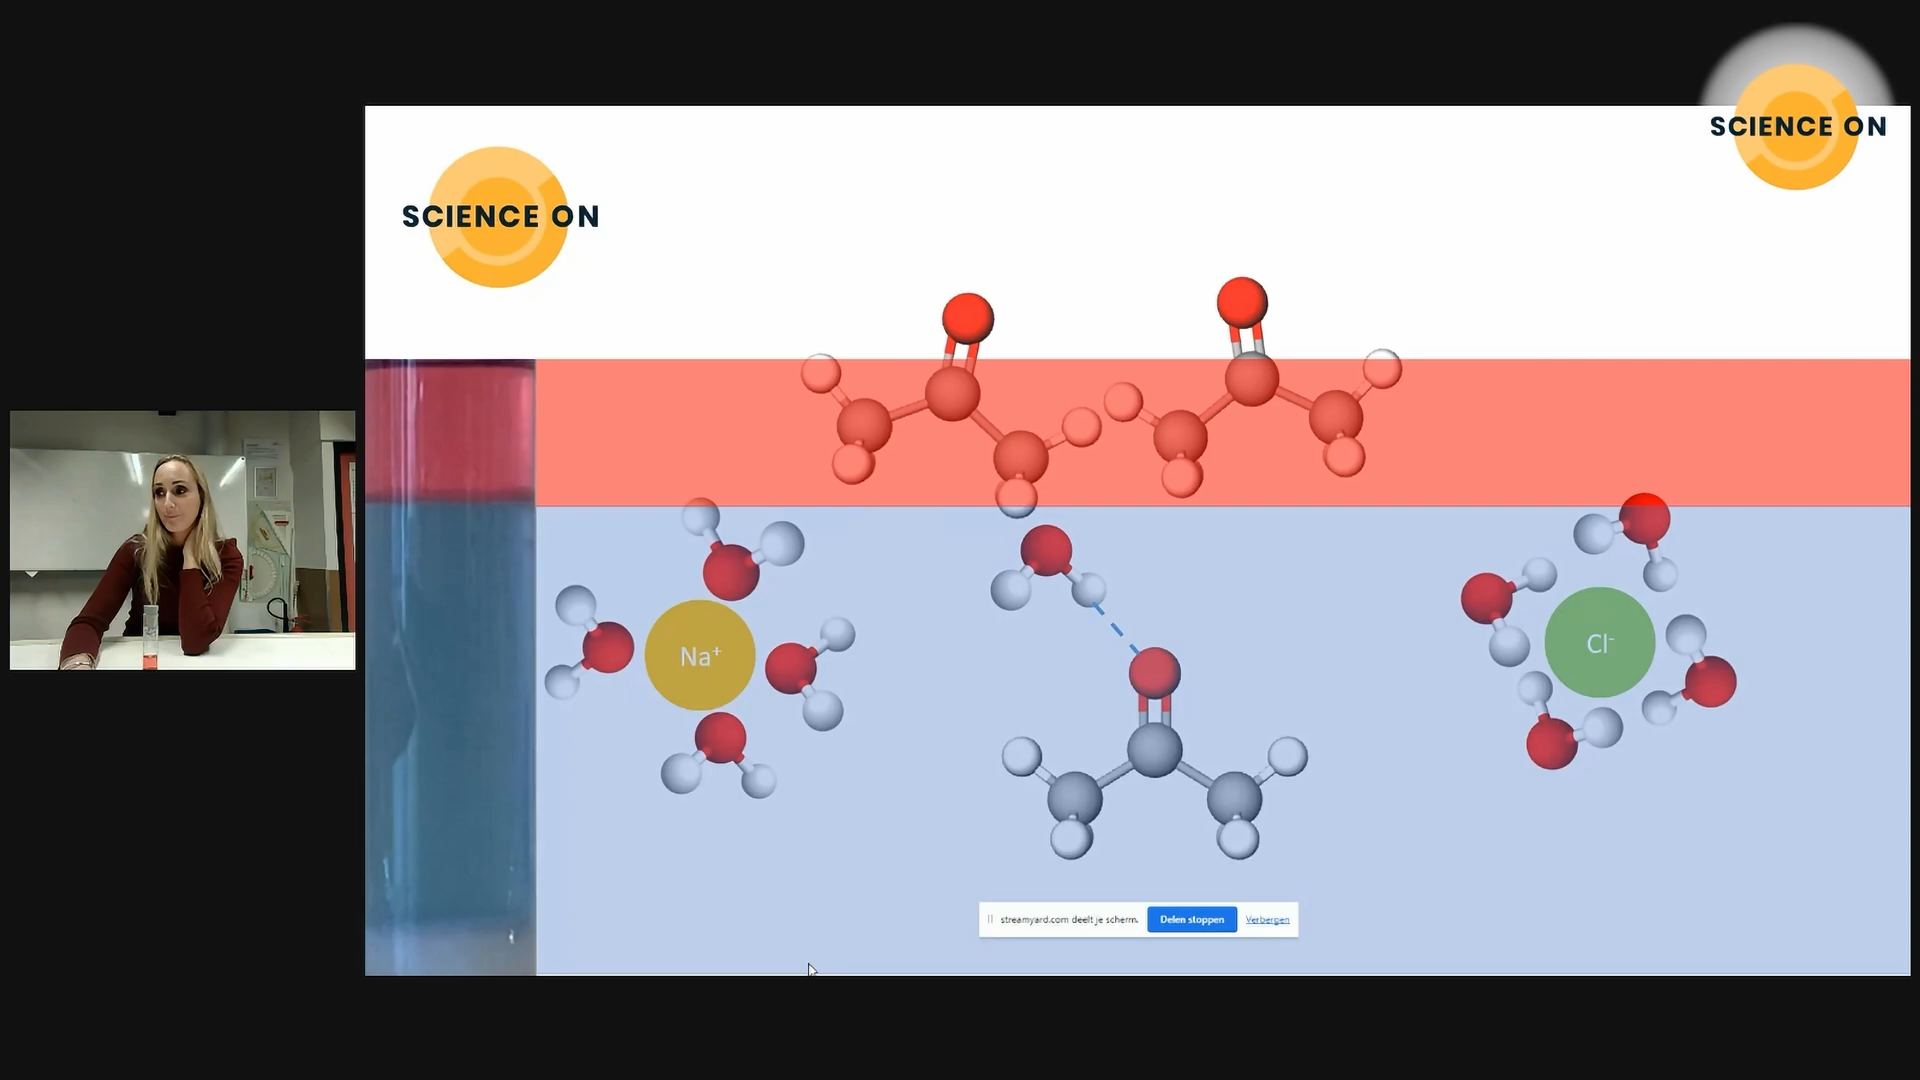 SCIENCE ON
SCIENCE ON
Na⁺
Cl⁻
streamyard.com deelt je scherm.
Delen stoppen
Verbergen